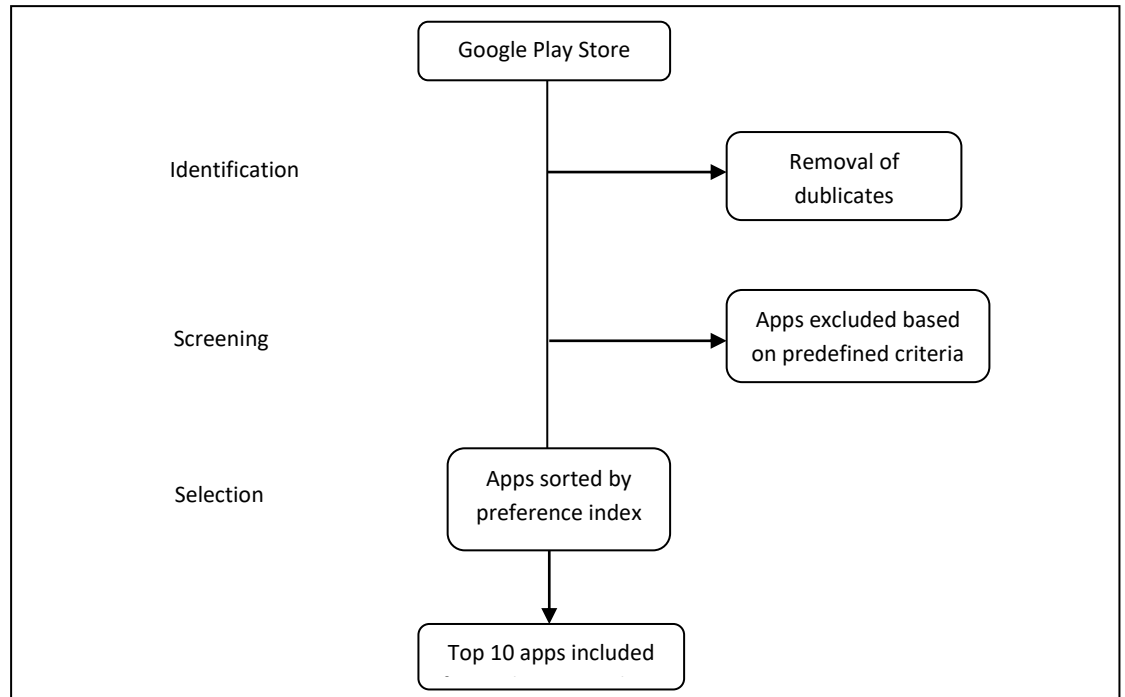 Google Play Store
Identification
Removal of
dublicates
Screening
Apps excluded based
on predefined criteria
Selection
Apps sorted by
preference index
Top 10 apps included